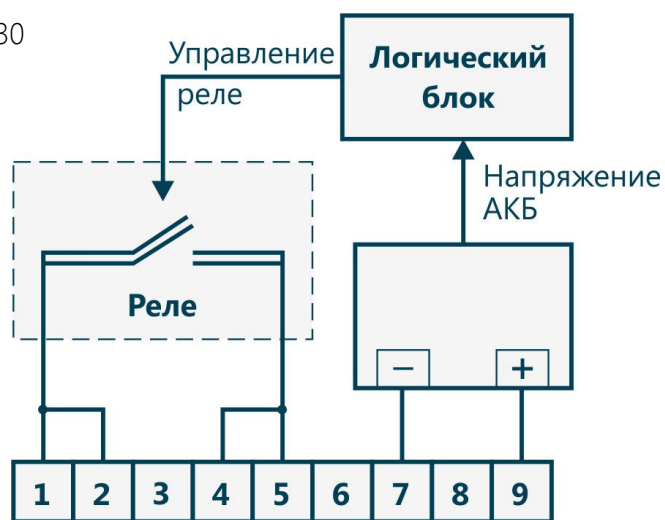 30
Управление
реле
Логический
блок
Напряжение
АКБ
Реле
− +
1 2 3 4 5 6 7 8 9